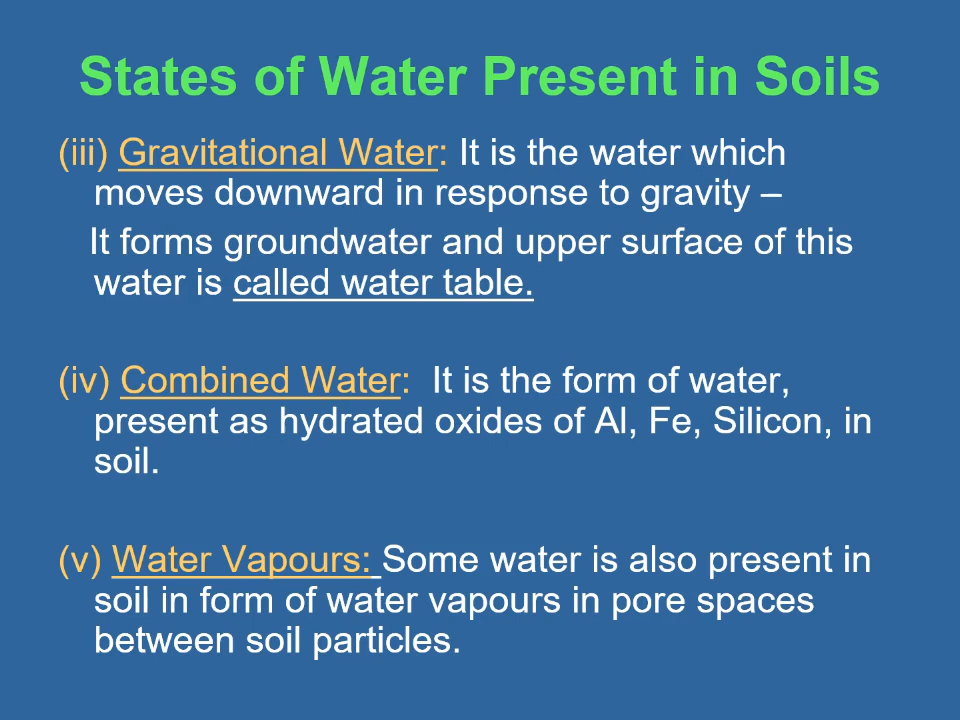 States of Water Present in Soils
(iii) Gravitational Water: It is the water which
moves downward in response to gravity –
It forms groundwater and upper surface of this
water is called water table.
(iv) Combined Water:  It is the form of water,
present as hydrated oxides of Al, Fe, Silicon, in
soil.
(v) Water Vapours: Some water is also present in
soil in form of water vapours in pore spaces
between soil particles.